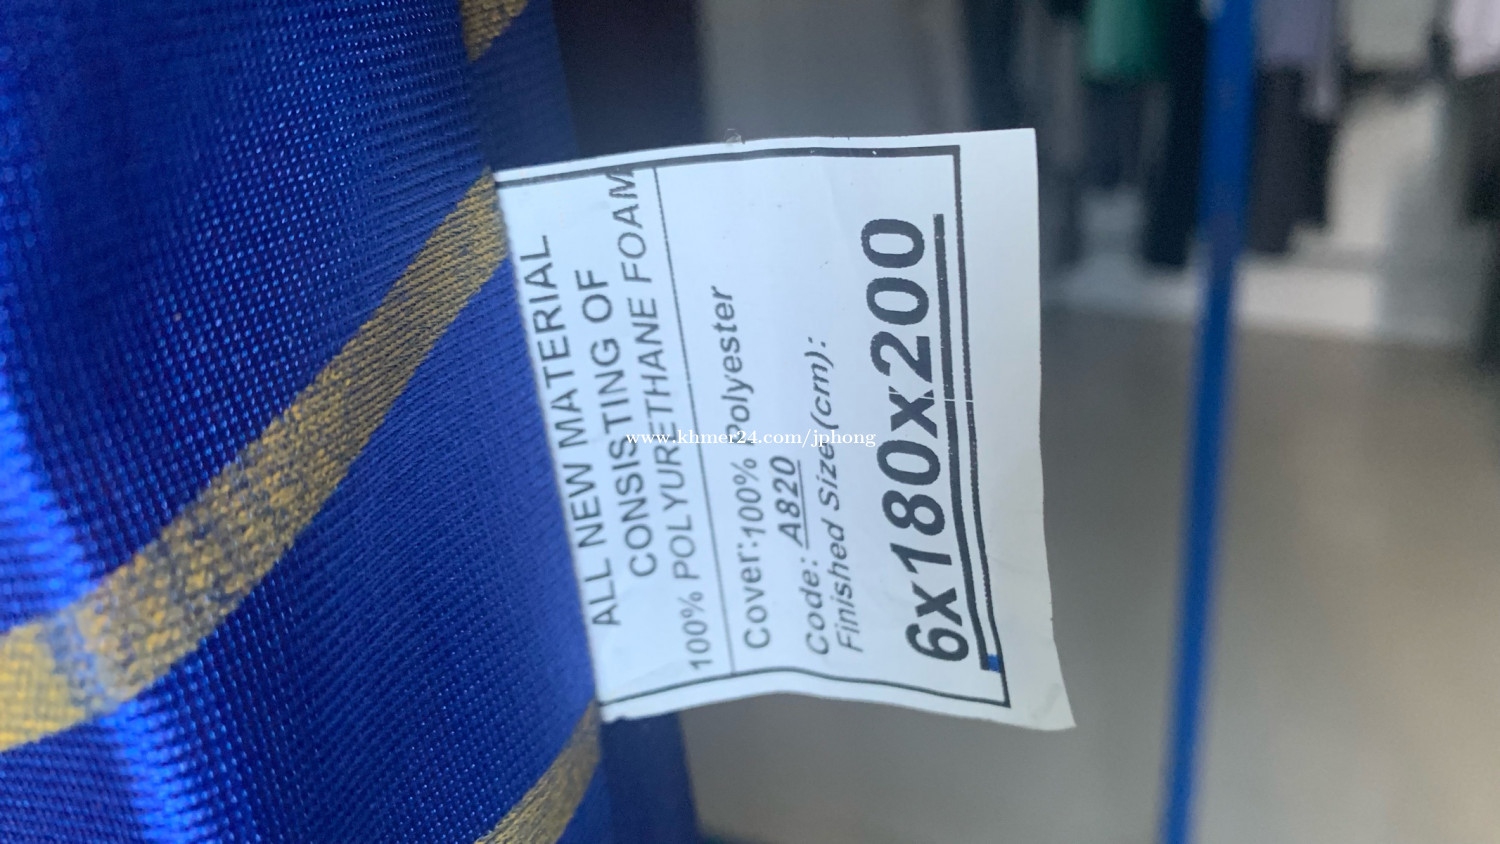 ALL NEW MATERIAL
CONSISTING OF
100% POLYURETHANE FOAM
Cover:100% Polyester
Code: A820
Finished Size(cm):
6x180x200
www.khmer24.com/jphong